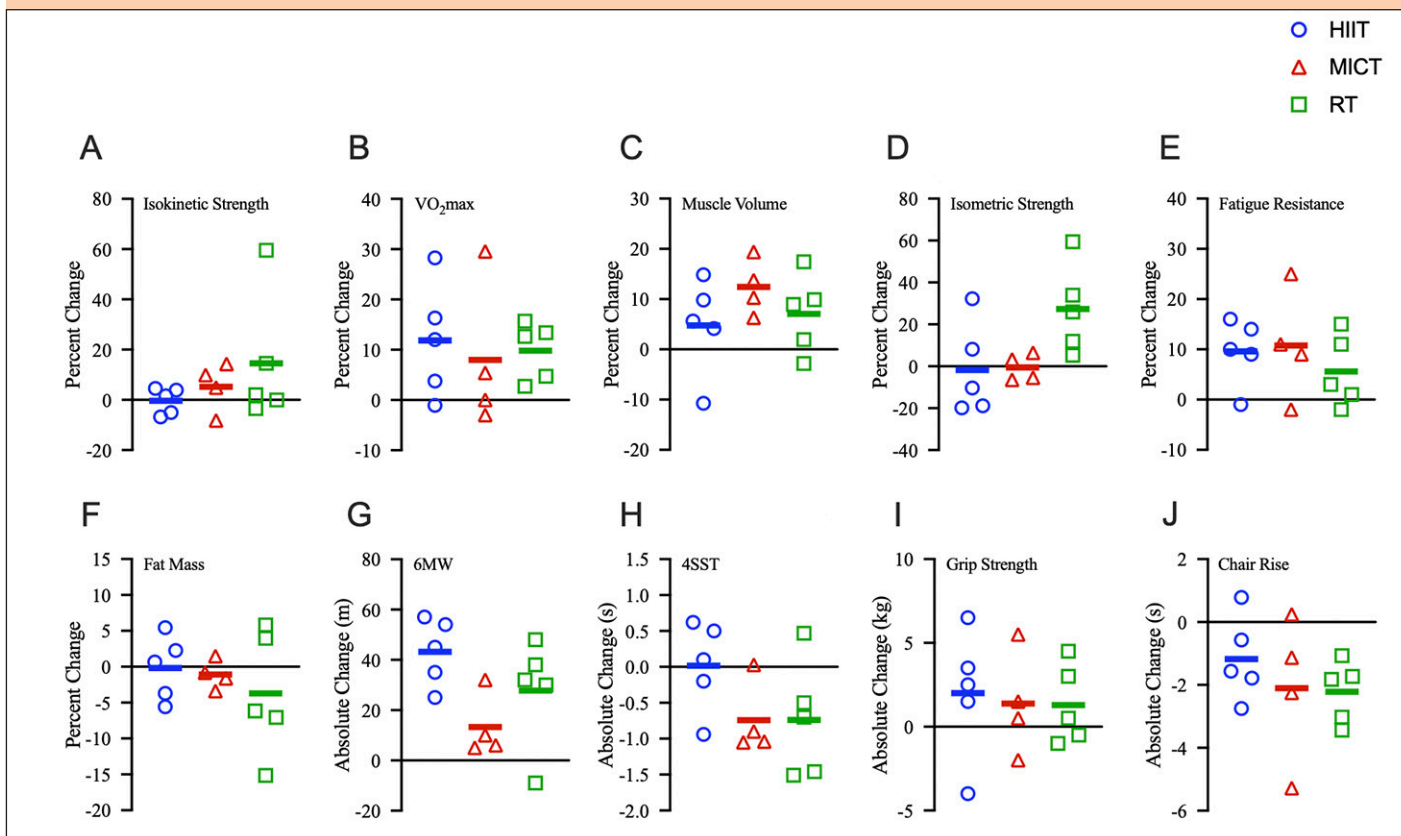 HIIT
MICT
RT
A
Isokinetic Strength
Percent Change
80
60
40
20
0
-20
B
VO₂max
Percent Change
40
30
20
10
0
-10
C
Muscle Volume
Percent Change
30
20
10
0
-10
-20
D
Isometric Strength
Percent Change
80
60
40
20
0
-20
-40
E
Fatigue Resistance
Percent Change
40
30
20
10
0
-10
F
Fat Mass
Percent Change
15
10
5
0
-5
-10
-15
-20
G
6MW
Absolute Change (m)
80
60
40
20
0
-20
H
4SST
Absolute Change (s)
1.5
1.0
0.5
0.0
-0.5
-1.0
-1.5
-2.0
I
Grip Strength
Absolute Change (kg)
10
5
0
-5
J
Chair Rise
Absolute Change (s)
2
0
-2
-4
-6